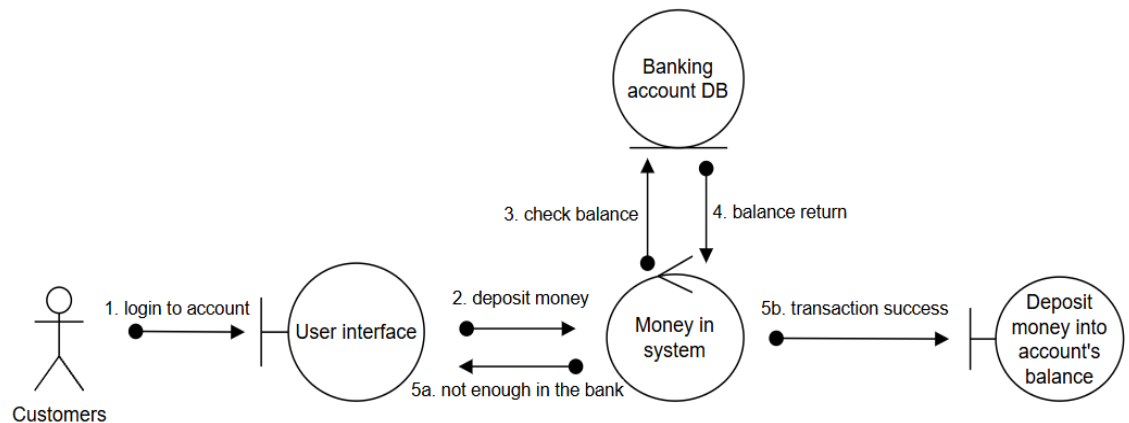 Banking
account DB
3. check balance
4. balance return
1. login to account
User interface
2. deposit money
5a. not enough in the bank
Money in
system
5b. transaction success
Deposit
money into
account's
balance
Customers